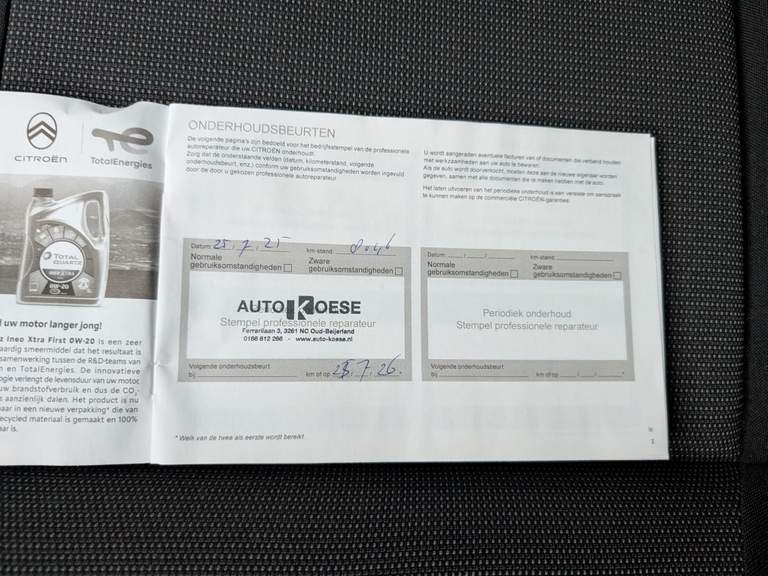 CITROËN
TotalEnergies
TOTAL
QUARTZ
0W-20
l uw motor langer jong!
z Ineo Xtra First 0W-20 is een zeer
aardig smeermiddel dat het resultaat is
samenwerking tussen de R&D-teams van
n en TotalEnergies. De innovatieve
ogie verlengt de levensduur van uw motor,
uw brandstofverbruik en dus de CO₂-
s aanzienlijk dalen. Het product is nu
aar in een nieuwe verpakking* die van
ecycled materiaal is gemaakt en 100%
aar is.
ONDERHOUDSBEURTEN
De volgende pagina's zijn bedoeld voor het bedrijfsstempel van de professionele
autoreparateur die uw CITROËN onderhoudt.
Zorg dat de onderstaande velden (datum, kilometerstand, volgende
onderhoudsbeurt, enz.) conform uw gebruiksomstandigheden worden ingevuld
door de door u gekozen professionele autoreparateur.
U wordt aangeraden eventuele facturen van of documenten die verband houden
met werkzaamheden aan uw auto te bewaren.
Als de auto wordt doorverkocht, moeten deze aan de nieuwe eigenaar worden
gegeven, samen met alle documenten die te maken hebben met de auto.
Het laten uitvoeren van het periodieke onderhoud is een vereiste om aanspraak
te kunnen maken op de commerciële CITROËN-garanties.
Datum: 25.7.25 km-stand: 8046
Normale
gebruiksomstandigheden
Zware
gebruiksomstandigheden
AUTO KOESE
Stempel professionele reparateur
Ferrarilaan 3, 3261 NC Oud-Beijerland
0186 612 266 - www.auto-koese.nl
Volgende onderhoudsbeurt
bij km of op 25.7.26.
Datum: km-stand:
Normale
gebruiksomstandigheden
Zware
gebruiksomstandigheden
Periodiek onderhoud
Stempel professionele reparateur
Volgende onderhoudsbeurt
bij km of op
* Welk van de twee als eerste wordt bereikt
3